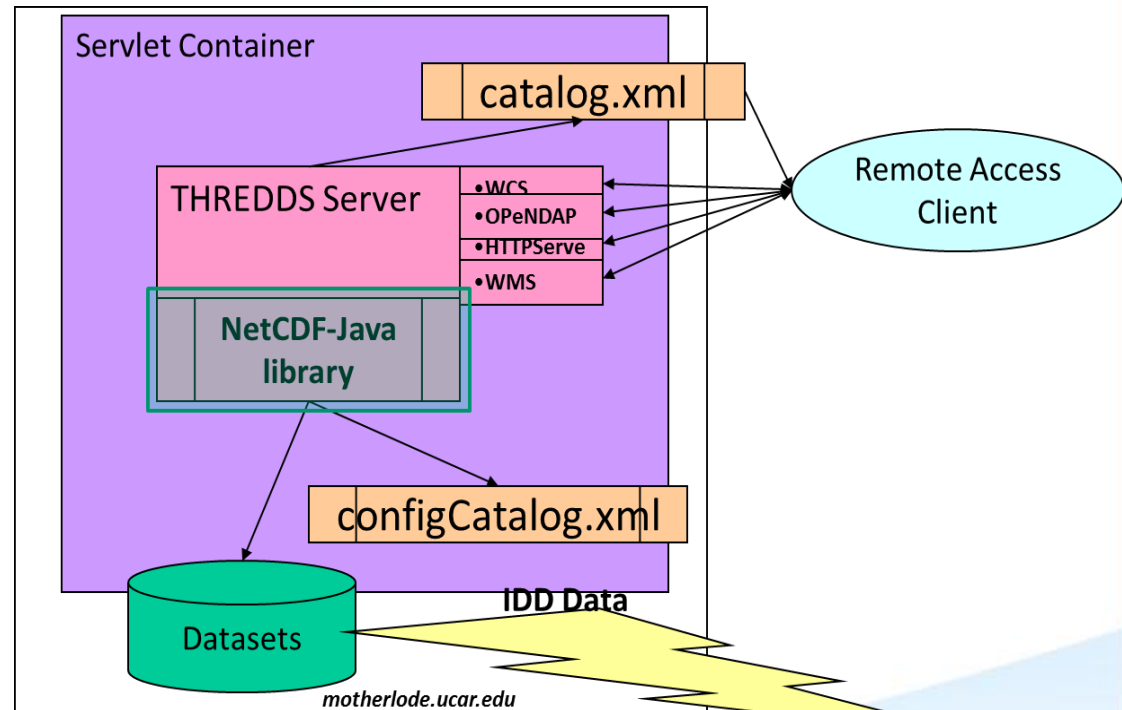 Servlet Container
catalog.xml
THREDDS Server
•WCS
•OPeNDAP
•HTTPServe
•WMS
Remote Access
Client
NetCDF-Java
library
configCatalog.xml
IDD Data
Datasets
motherlode.ucar.edu